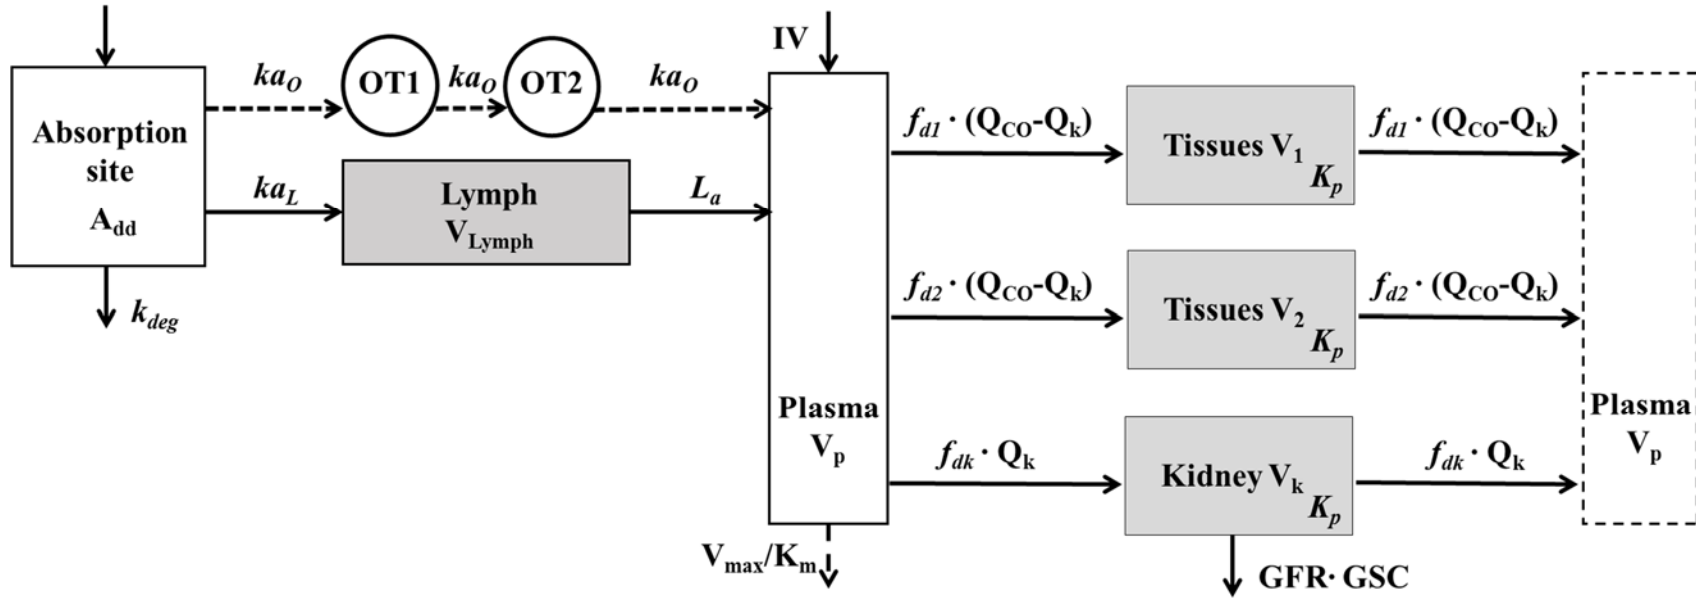 IV
ka_O
OT1
ka_O
OT2
ka_O
Absorption
site
A_dd
ka_L
Lymph
V_Lymph
L_a
k_deg
Plasma
V_p
V_max/K_m
f_d1 · (Q_CO-Q_k)
Tissues V_1
K_p
f_d1 · (Q_CO-Q_k)
f_d2 · (Q_CO-Q_k)
Tissues V_2
K_p
f_d2 · (Q_CO-Q_k)
f_dk · Q_k
Kidney V_k
K_p
f_dk · Q_k
GFR· GSC
Plasma
V_p